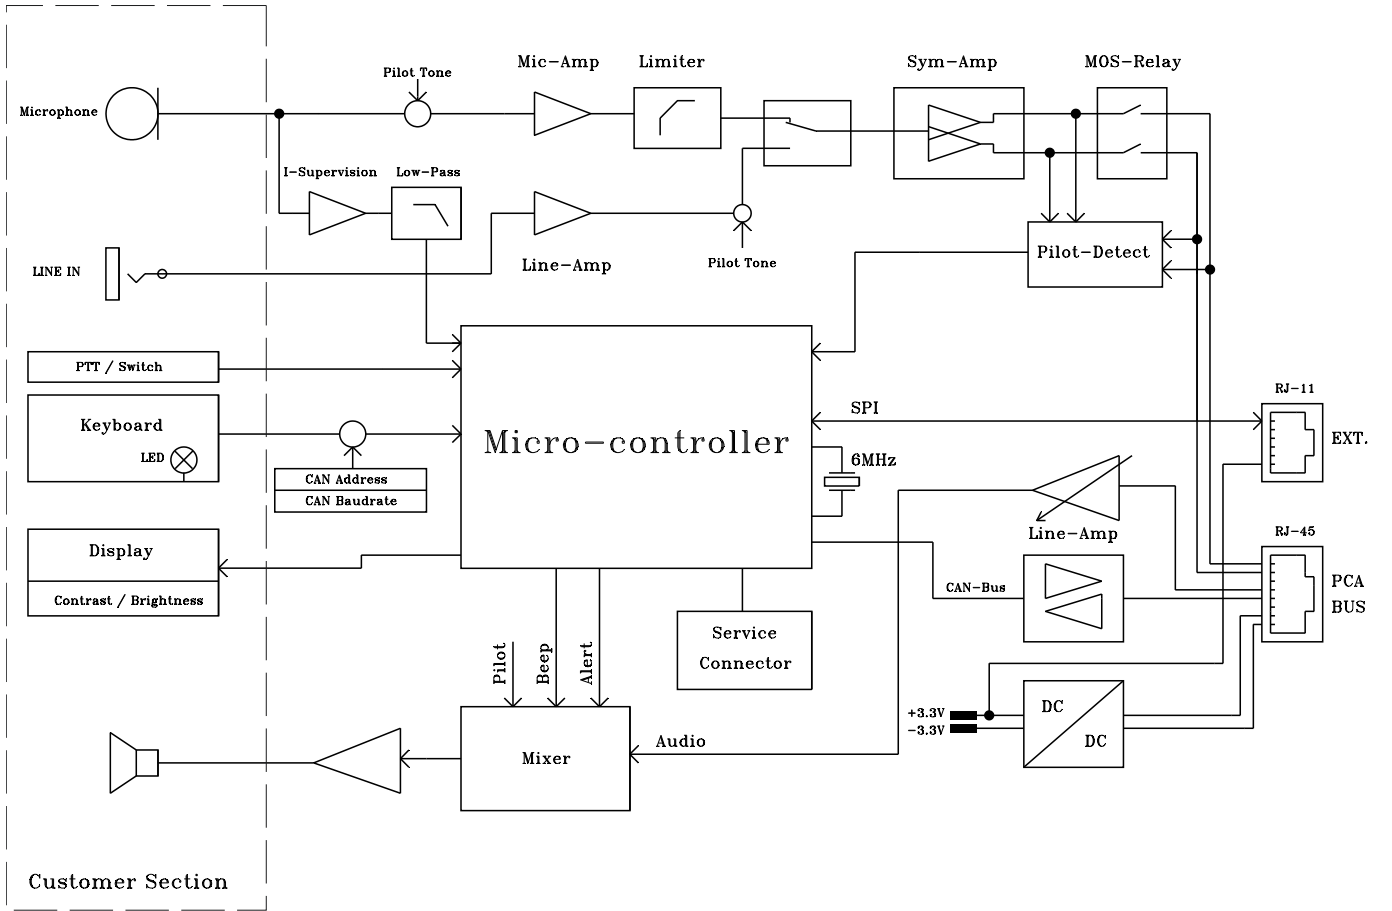 Mic-Amp
Limiter
Sym-Amp
MOS-Relay
Pilot Tone
Microphone
I-Supervision
Low-Pass
Pilot-Detect
LINE IN
Line-Amp
Pilot Tone
PTT / Switch
RJ-11
SPI
Keyboard
EXT.
Micro-controller
LED
6MHz
CAN Address
CAN Baudrate
RJ-45
Line-Amp
Display
PCA
BUS
CAN-Bus
Contrast / Brightness
Service
Connector
Pilot
Beep
Alert
+3.3V
-3.3V
DC
DC
Audio
Mixer
Customer Section